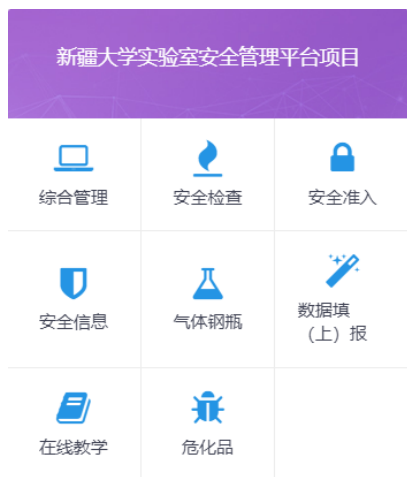 新疆大学实验室安全管理平台项目
综合管理
安全检查
安全准入
安全信息
气体钢瓶
数据填
（上）报
在线教学
危化品